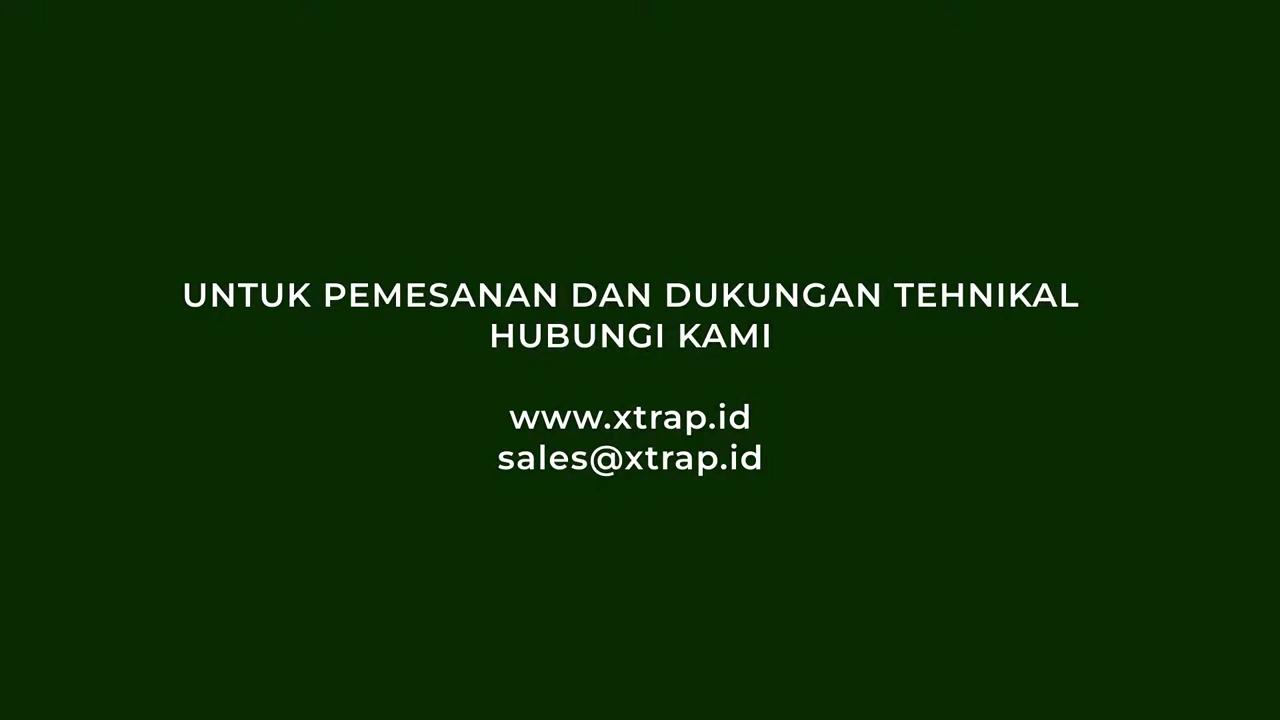 UNTUK PEMESANAN DAN DUKUNGAN TEHNIKAL
HUBUNGI KAMI
www.xtrap.id
sales@xtrap.id